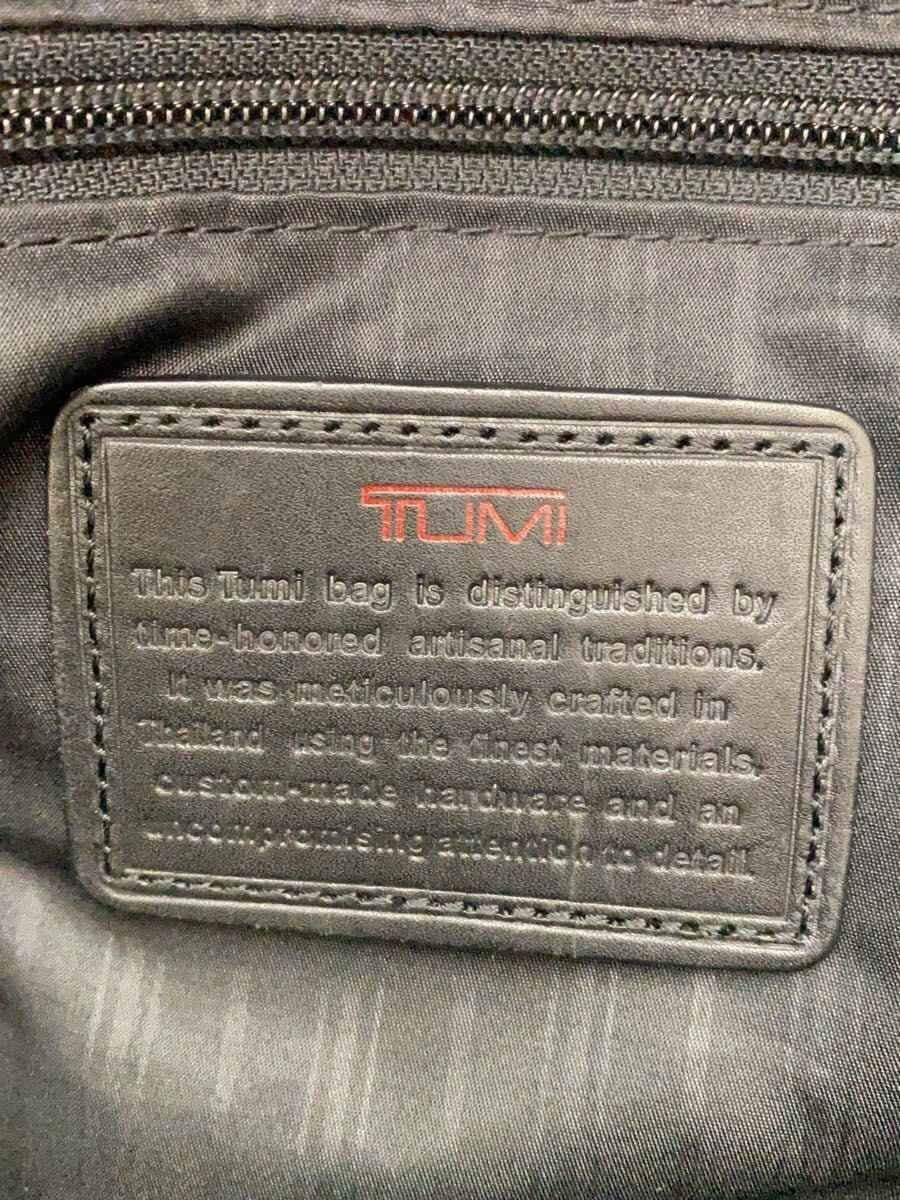 TUMI
This Tumi bag is distinguished by
time-honored artisanal traditions.
It was meticulously crafted in
Thailand using the finest materials,
custom-made hardware and an
uncompromising attention to detail.